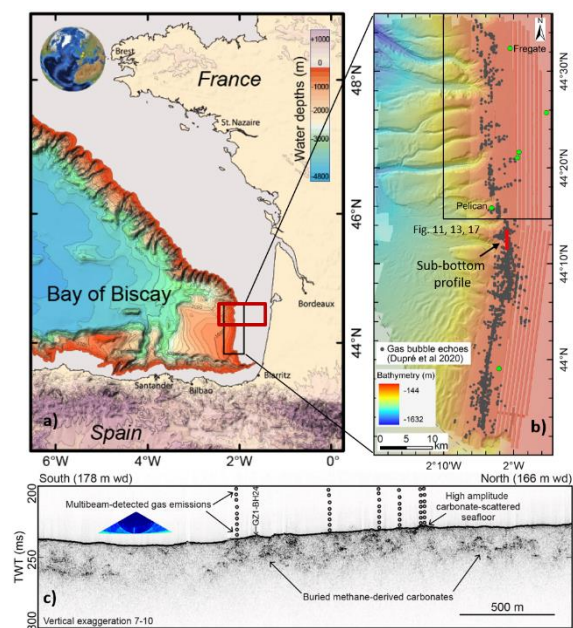 +1000
0
-1000
-2000
-4800
Water depths (m)
Brest
France
St. Nazaire
Bay of Biscay
Bordeaux
Santander
Bilbao
Biarritz
Spain
a)
48°N
46°N
44°N
6°W
4°W
2°W
0°
N
Fregate
Pelican
Fig. 11, 13, 17
Sub-bottom
profile
Gas bubble echoes
(Dupré et al 2020)
Bathymetry (m)
-144
-1632
0 2.5 5 10
km
b)
44°30'N
44°20'N
44°10'N
44°N
2°10'W
2°W
South (178 m wd)
North (166 m wd)
200
250
300
TWT (ms)
Multibeam-detected gas emissions
GZ1-BH24
High amplitude
carbonate-scattered
seafloor
Buried methane-derived carbonates
c)
Vertical exaggeration 7-10
500 m